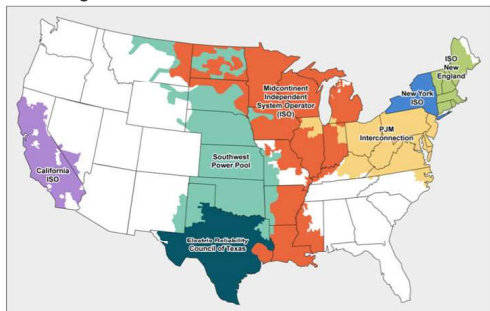 ISO
New
England
Midcontinent
Independent
System Operator
(ISO)
New York
ISO
PJM
Interconnection
Southwest
Power Pool
California
ISO
Electric Reliability
Council of Texas